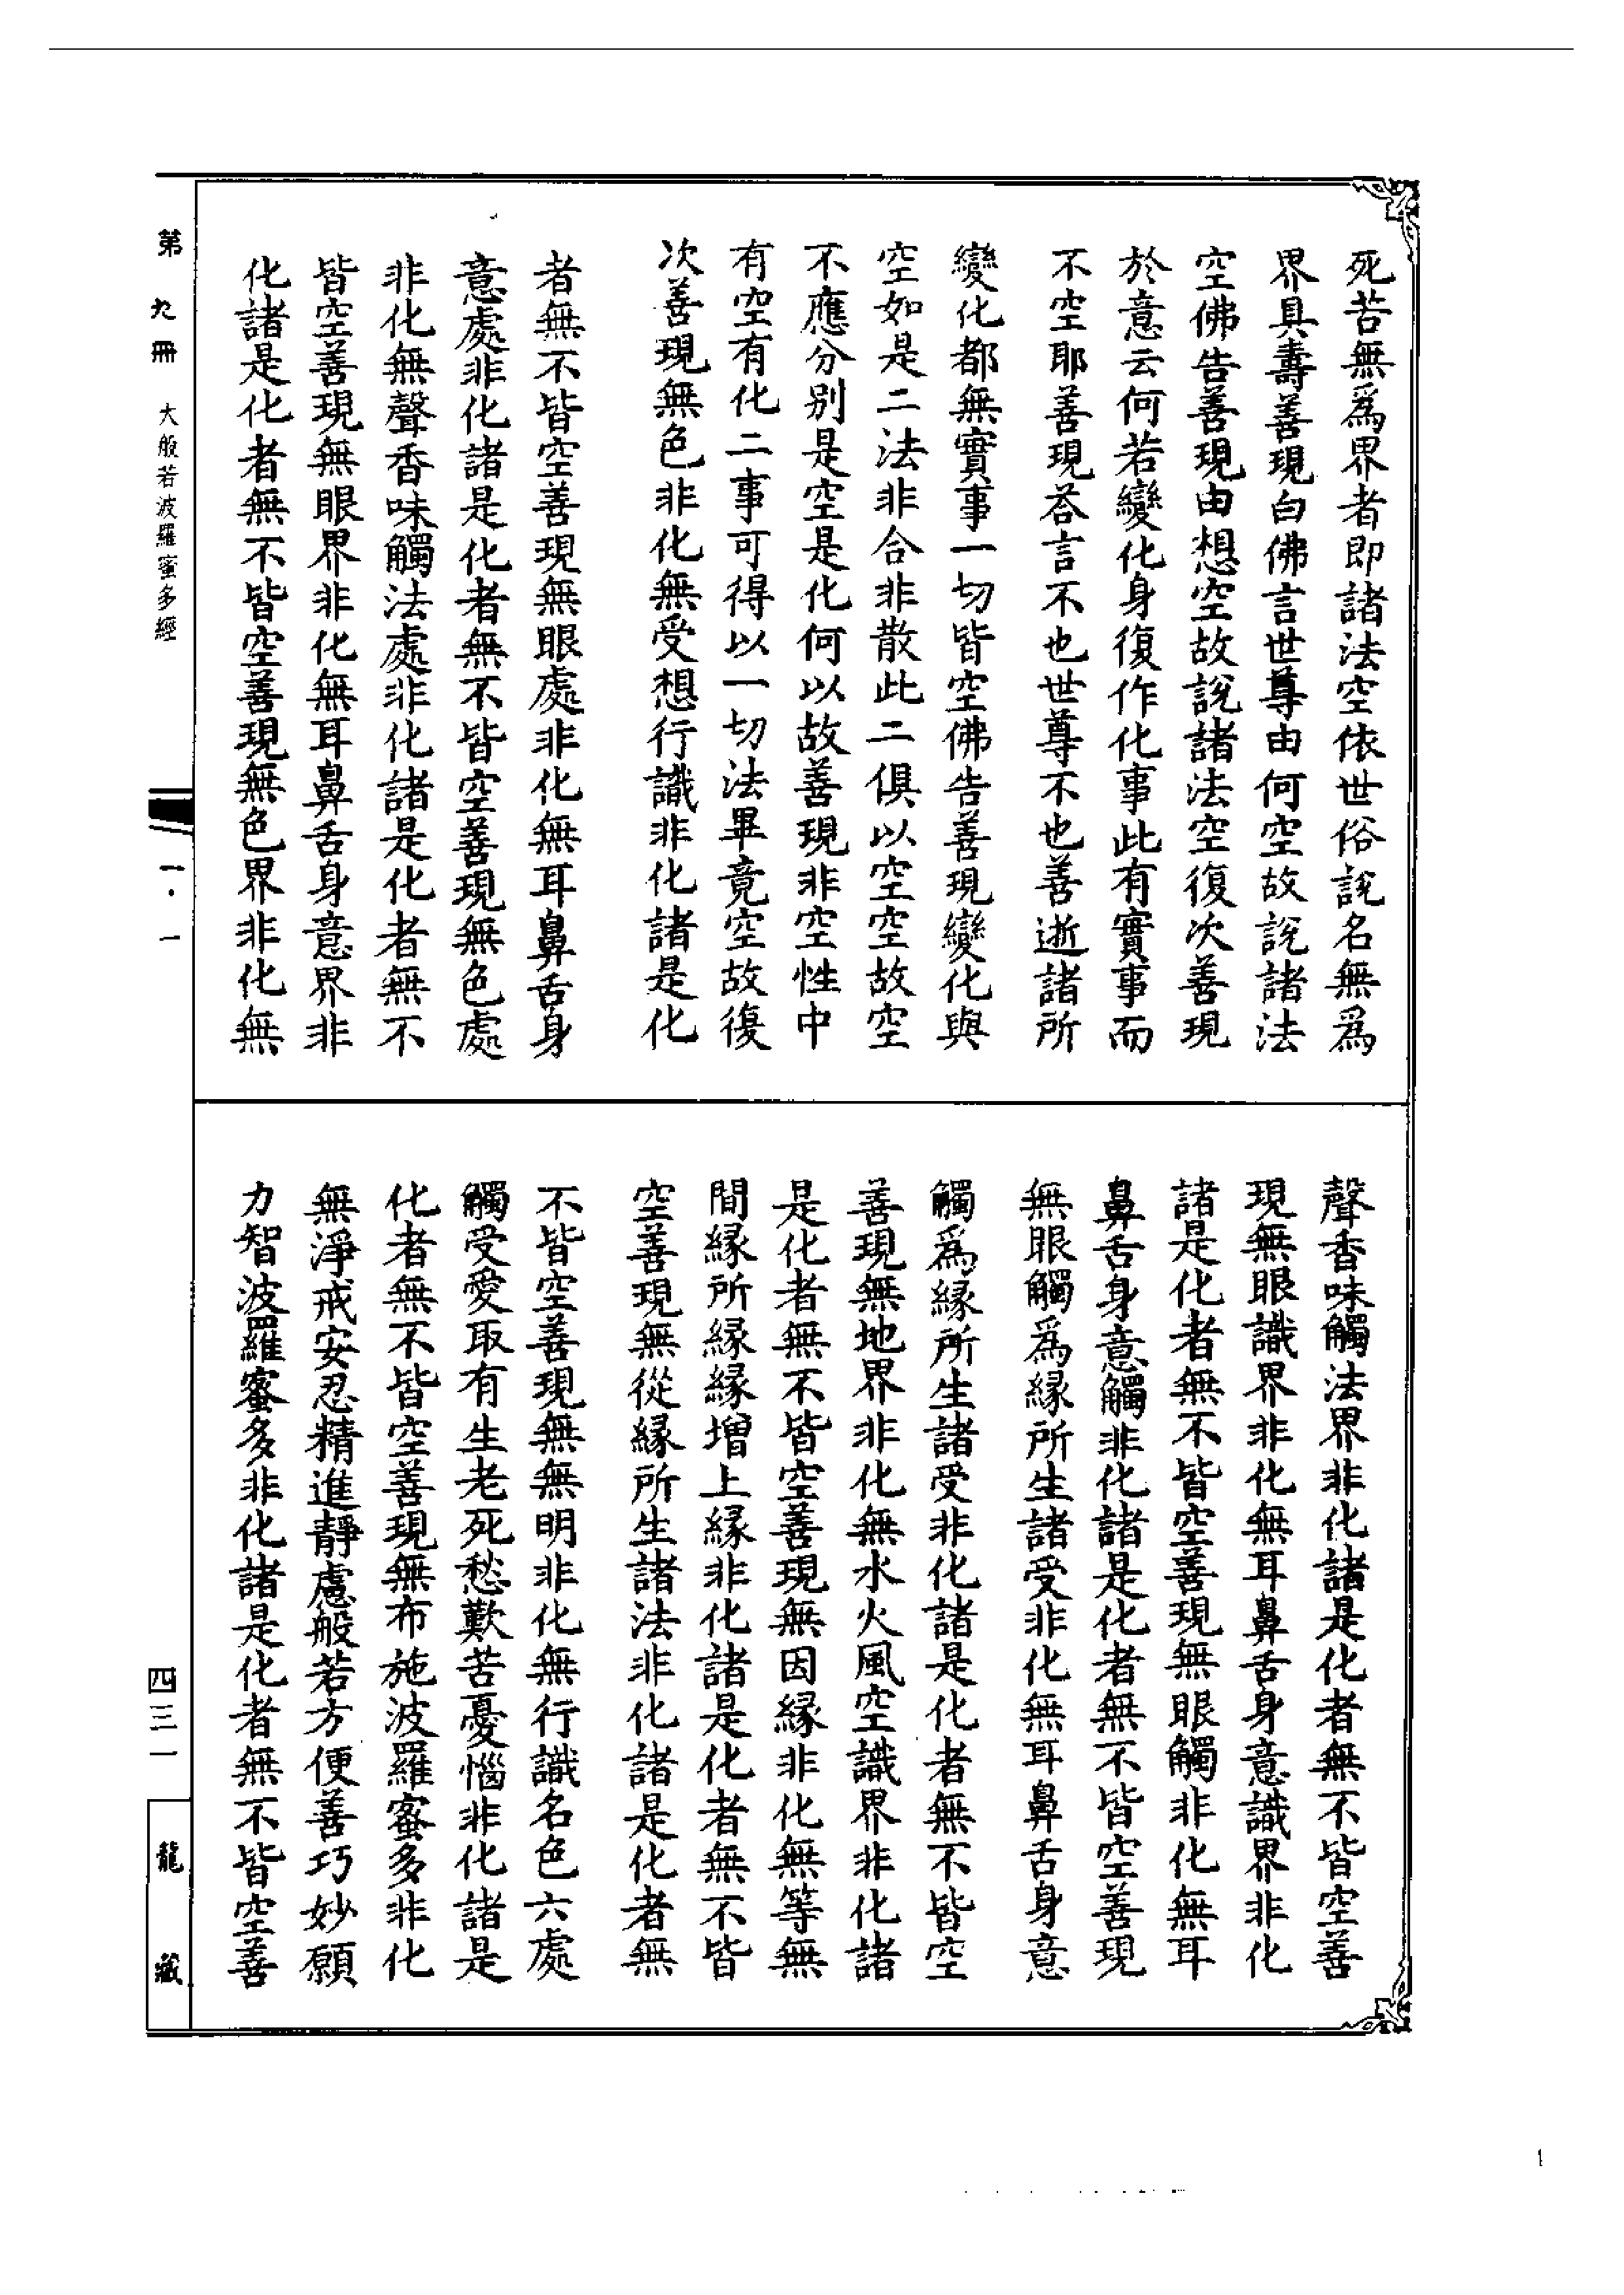 死苦無爲界者即諸法空依世俗說名無爲
界具壽善現白佛言世尊由何空故說諸法
空佛告善現由想空故說諸法空復次善現
於意云何若變化身復作化事此有實事而
不空耶善現荅言不也世尊不也善逝諸所
變化都無實事一切皆空佛告善現變化與
空如是二法非合非散此二俱以空空故空
不應分别是空是化何以故善現非空性中
有空有化二事可得以一切法畢竟空故復
次善現無色非化無受想行識非化諸是化
者無不皆空善現無眼處非化無耳鼻舌身
意處非化諸是化者無不皆空善現無色處
非化無聲香味觸法處非化諸是化者無不
皆空善現無眼界非化無耳鼻舌身意界非
化諸是化者無不皆空善現無色界非化無
聲香味觸法界非化諸是化者無不皆空善
現無眼識界非化無耳鼻舌身意識界非化
諸是化者無不皆空善現無眼觸非化無耳
鼻舌身意觸非化諸是化者無不皆空善現
無眼觸爲緣所生諸受非化無耳鼻舌身意
觸爲緣所生諸受非化諸是化者無不皆空
善現無地界非化無水火風空識界非化諸
是化者無不皆空善現無因緣非化無等無
間緣所緣緣增上緣非化諸是化者無不皆
空善現無從緣所生諸法非化諸是化者無
不皆空善現無無明非化無行識名色六處
觸受愛取有生老死愁歎苦憂惱非化諸是
化者無不皆空善現無布施波羅蜜多非化
無淨戒安忍精進靜慮般若方便善巧妙願
力智波羅蜜多非化諸是化者無不皆空善
第九冊 大般若波羅蜜多經
一·一
四三一
龍藏
1